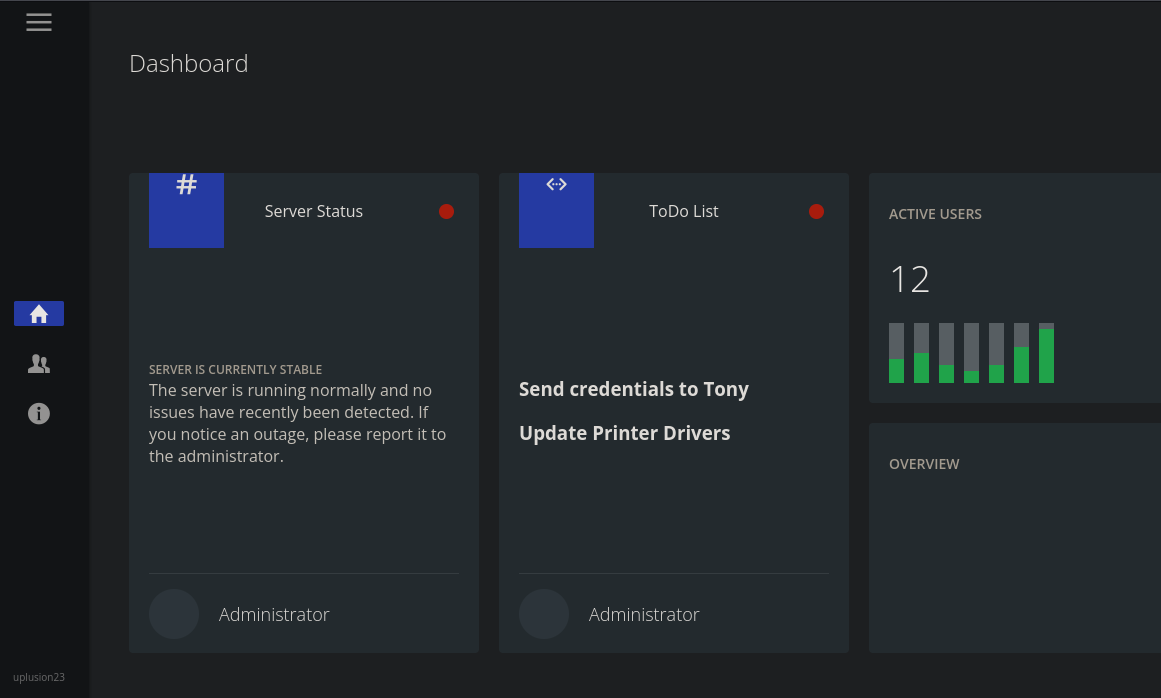 Dashboard
#
Server Status
SERVER IS CURRENTLY STABLE
The server is running normally and no
issues have recently been detected. If
you notice an outage, please report it to
the administrator.
Administrator
ToDo List
Send credentials to Tony
Update Printer Drivers
Administrator
ACTIVE USERS
12
OVERVIEW
uplusion23